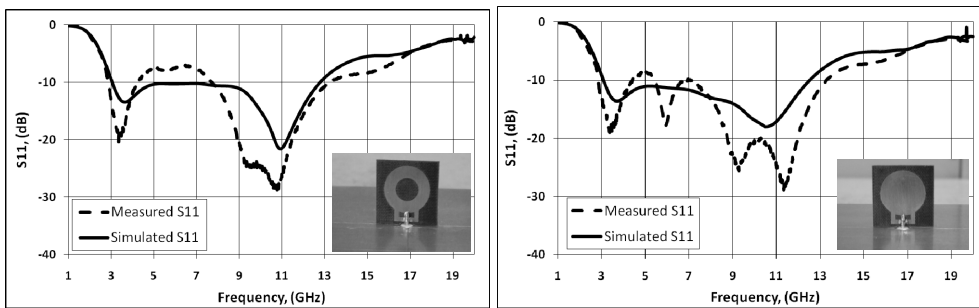 0
-10
-20
-30
-40
S11, (dB)
Measured S11
Simulated S11
1 3 5 7 9 11 13 15 17 19
Frequency, (GHz)
0
-10
-20
-30
-40
S11, (dB)
Measured S11
Simulated S11
1 3 5 7 9 11 13 15 17 19
Frequency, (GHz)